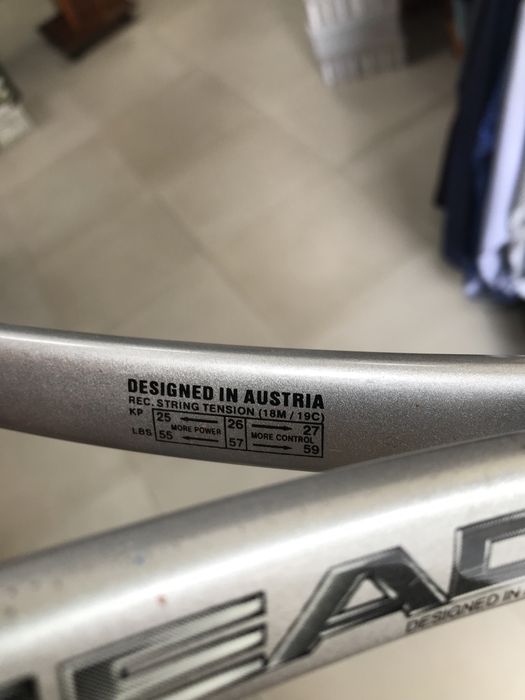 DESIGNED IN AUSTRIA
REC. STRING TENSION (18M / 19C)
KP 25 26 27
MORE POWER MORE CONTROL
LBS 55 57 59
HEAD
DESIGNED IN